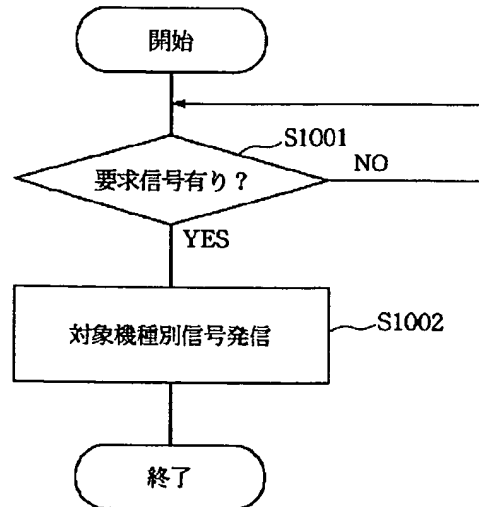 開始
S1001
要求信号有り?
NO
YES
対象機種別信号発信
S1002
終了